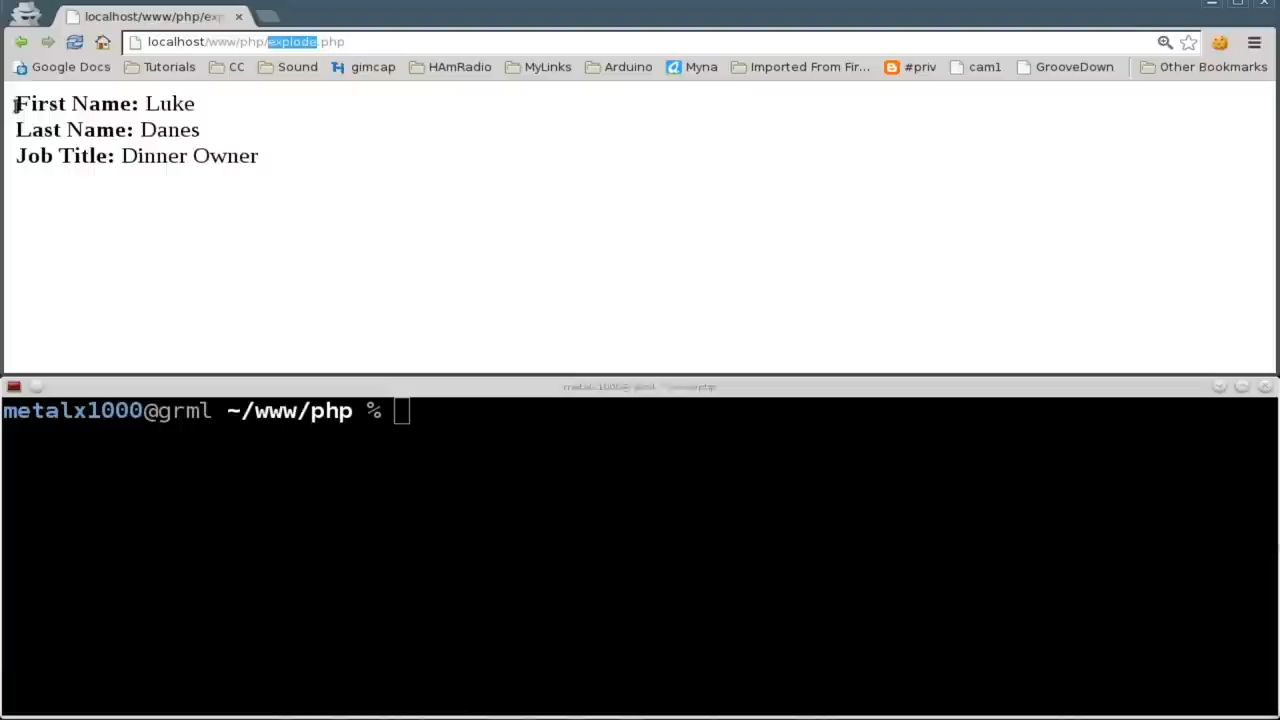 localhost/www/php/exp
localhost/www/php/explode.php
Google Docs Tutorials CC Sound gimcap HAmRadio MyLinks Arduino Myna Imported From Fir... #priv cam1 GrooveDown Other Bookmarks
First Name: Luke
Last Name: Danes
Job Title: Dinner Owner
metalx1000@grml ~/www/php %